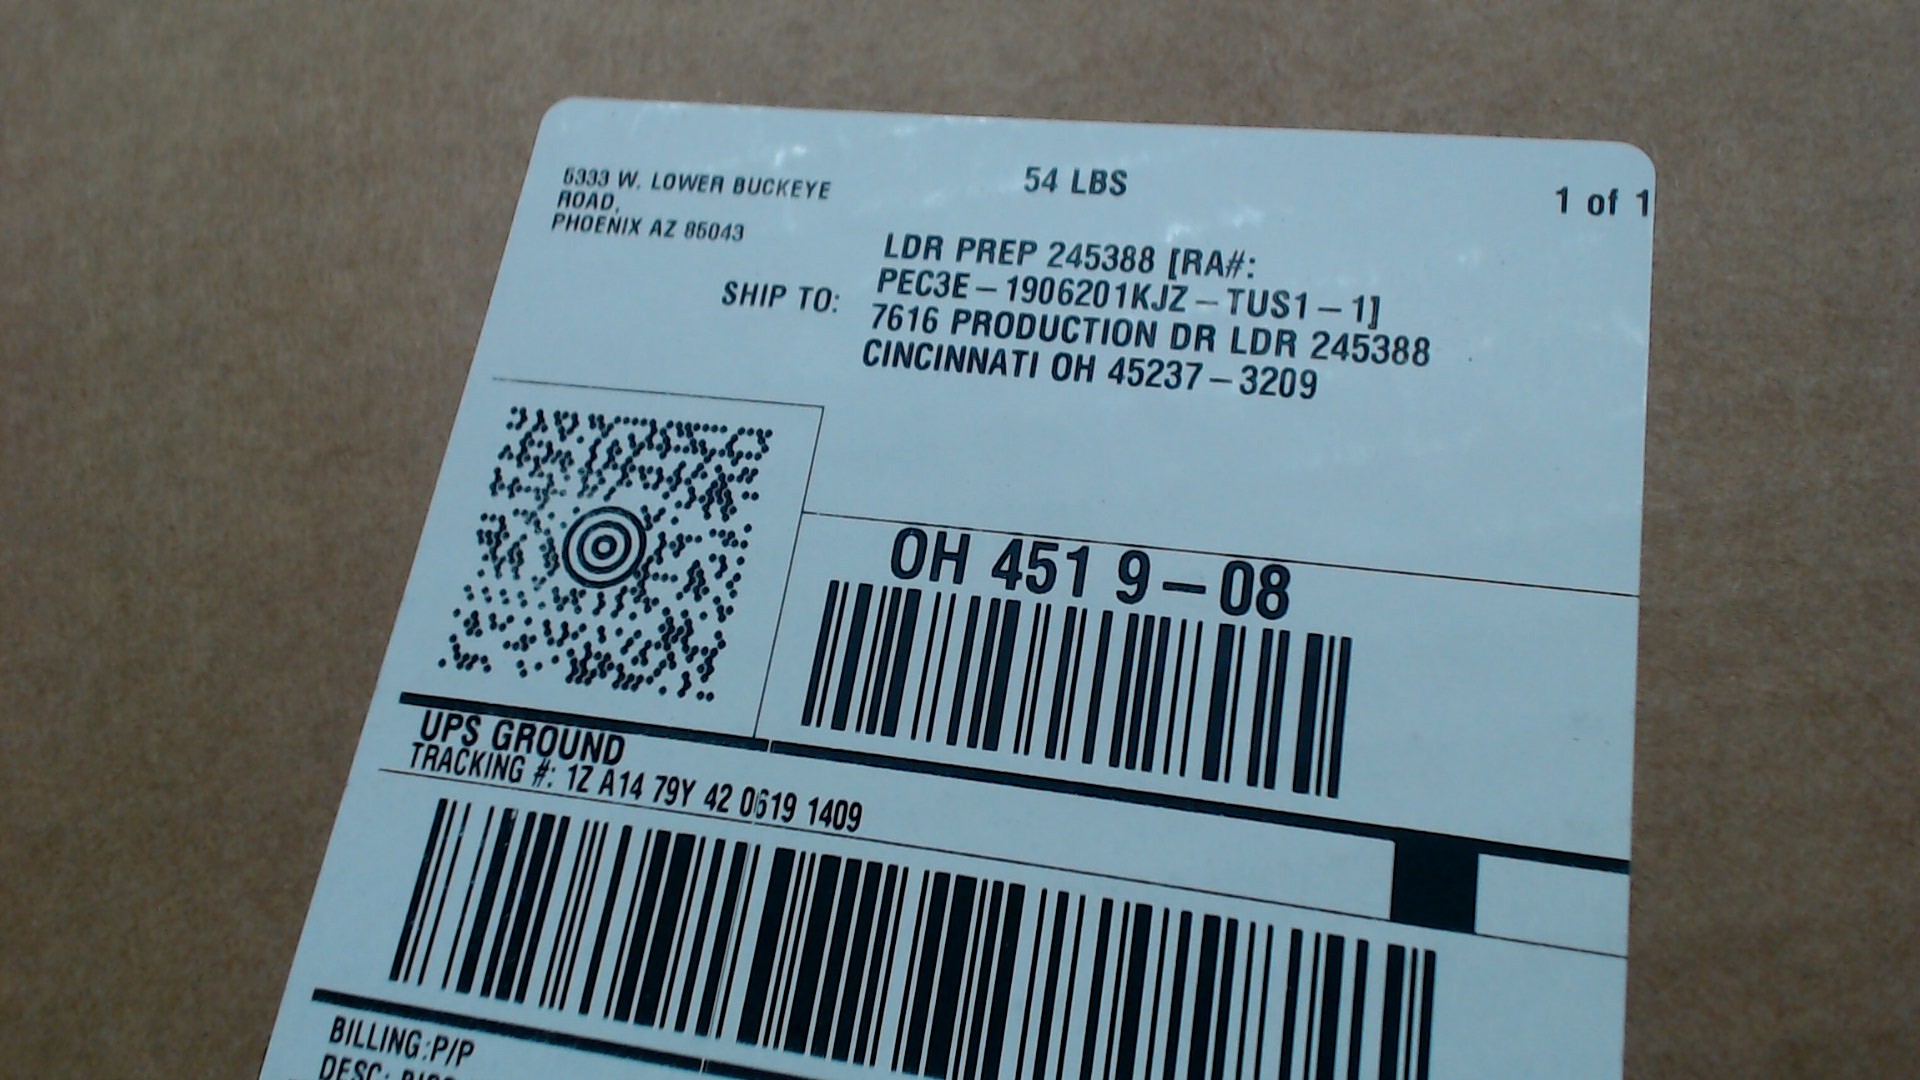 5333 W. LOWER BUCKEYE
ROAD,
PHOENIX AZ 85043
54 LBS
1 of 1
SHIP TO:
LDR PREP 245388 [RA#:
PEC3E – 1906201KJZ – TUS1 – 1]
7616 PRODUCTION DR LDR 245388
CINCINNATI OH 45237 – 3209
OH 451 9 – 08
UPS GROUND
TRACKING #: 1Z A14 79Y 42 0619 1409
BILLING:P/P
DESC: